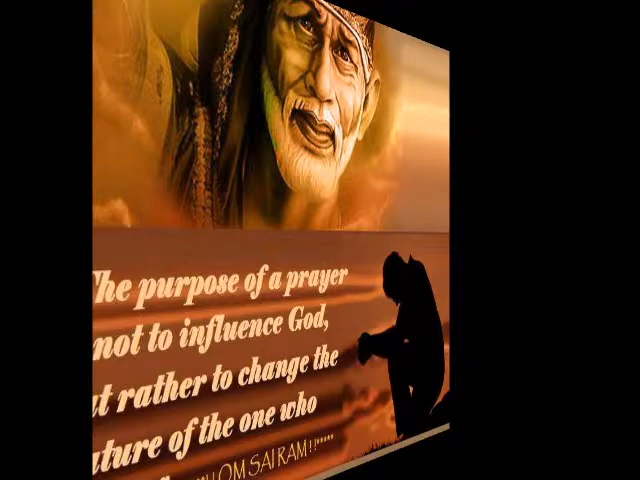 The purpose of a prayer
not to influence God,
rather to change the
of the one who
OM SAI RAM ! !*****